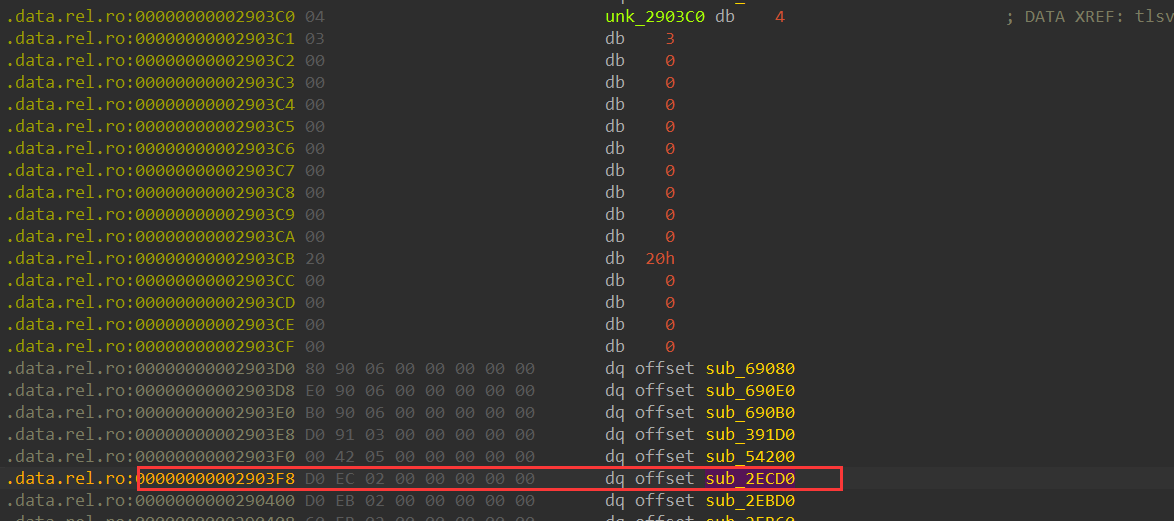 .data.rel.ro:00000000002903C0 04 unk_2903C0 db 4 ; DATA XREF: tlsv
.data.rel.ro:00000000002903C1 03 db 3
.data.rel.ro:00000000002903C2 00 db 0
.data.rel.ro:00000000002903C3 00 db 0
.data.rel.ro:00000000002903C4 00 db 0
.data.rel.ro:00000000002903C5 00 db 0
.data.rel.ro:00000000002903C6 00 db 0
.data.rel.ro:00000000002903C7 00 db 0
.data.rel.ro:00000000002903C8 00 db 0
.data.rel.ro:00000000002903C9 00 db 0
.data.rel.ro:00000000002903CA 00 db 0
.data.rel.ro:00000000002903CB 20 db 20h
.data.rel.ro:00000000002903CC 00 db 0
.data.rel.ro:00000000002903CD 00 db 0
.data.rel.ro:00000000002903CE 00 db 0
.data.rel.ro:00000000002903CF 00 db 0
.data.rel.ro:00000000002903D0 80 90 06 00 00 00 00 00 dq offset sub_69080
.data.rel.ro:00000000002903D8 E0 90 06 00 00 00 00 00 dq offset sub_690E0
.data.rel.ro:00000000002903E0 B0 90 06 00 00 00 00 00 dq offset sub_690B0
.data.rel.ro:00000000002903E8 D0 91 03 00 00 00 00 00 dq offset sub_391D0
.data.rel.ro:00000000002903F0 00 42 05 00 00 00 00 00 dq offset sub_54200
.data.rel.ro:00000000002903F8 D0 EC 02 00 00 00 00 00 dq offset sub_2ECD0
.data.rel.ro:0000000000290400 D0 EB 02 00 00 00 00 00 dq offset sub_2EBD0